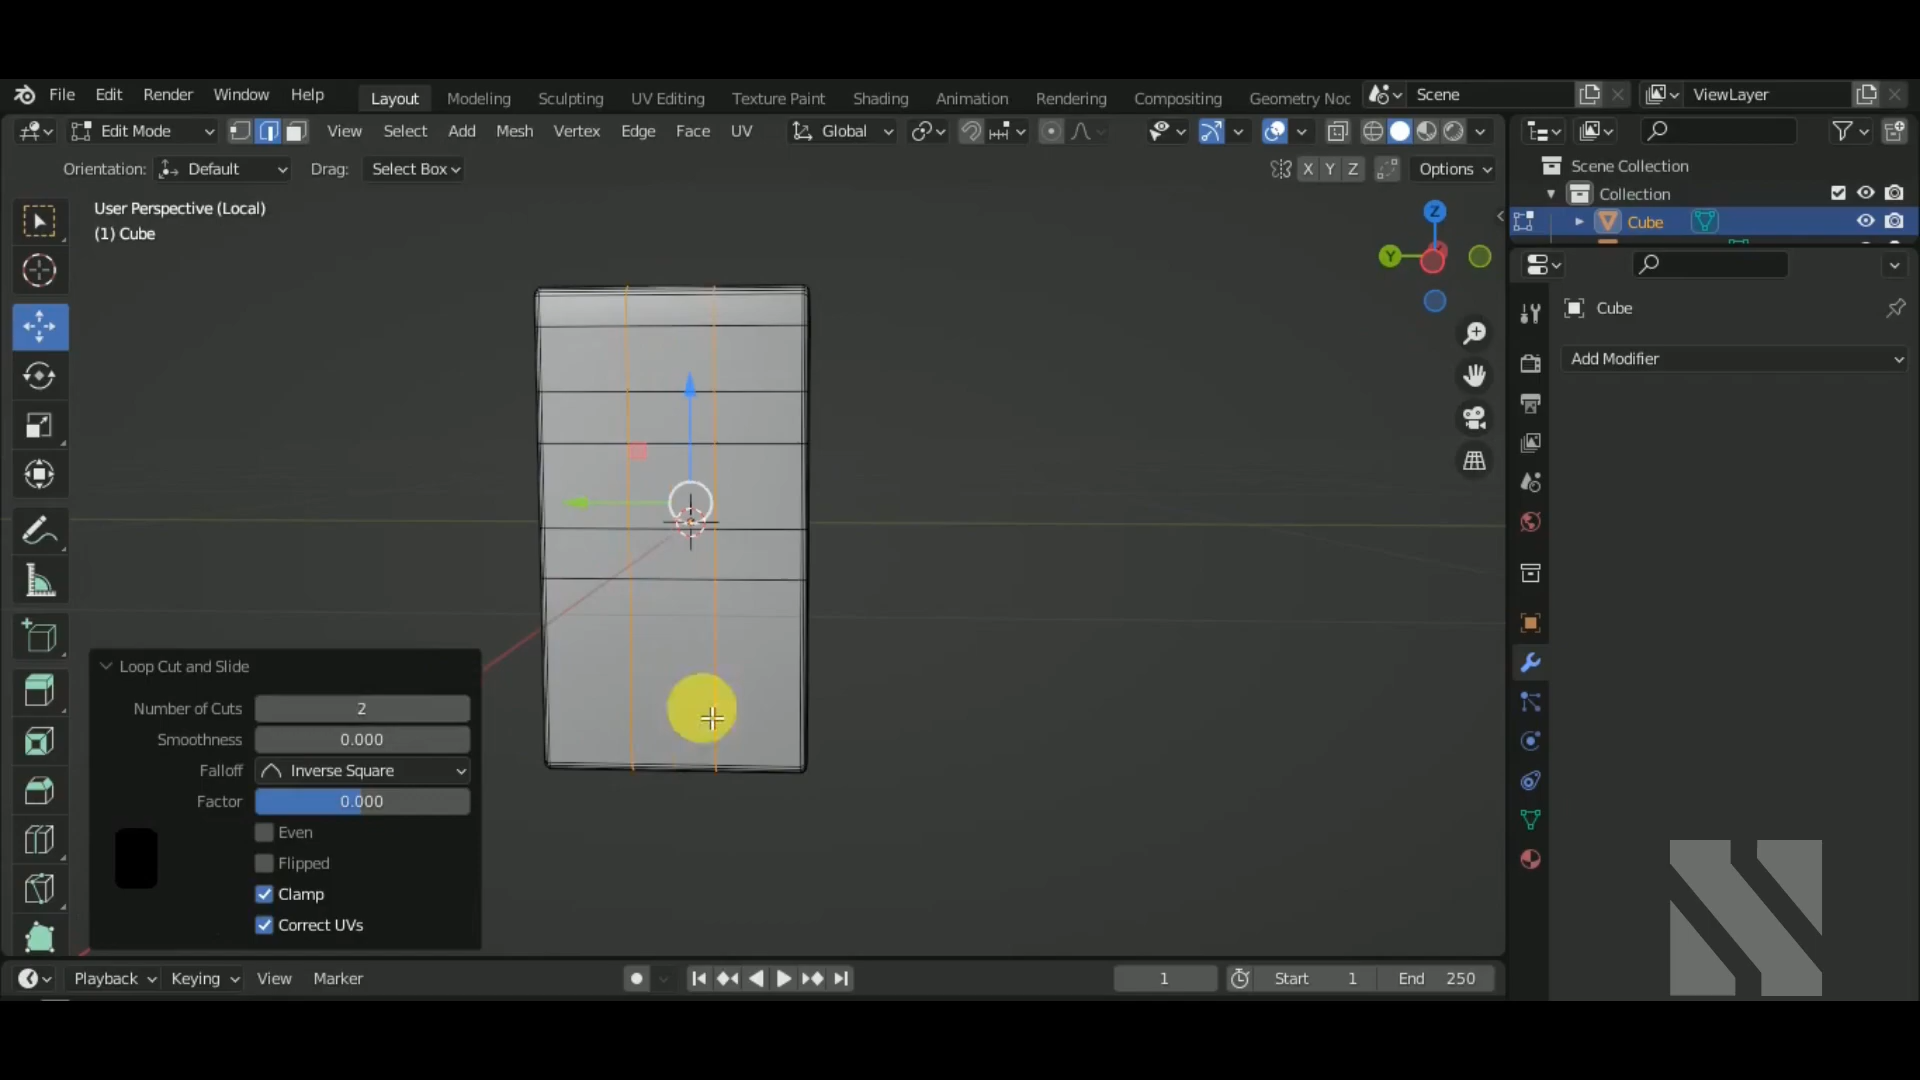 File Edit Render Window Help Layout Modeling Sculpting UV Editing Texture Paint Shading Animation Rendering Compositing Geometry Noc Scene ViewLayer
Edit Mode View Select Add Mesh Vertex Edge Face UV Global
Orientation: Default Drag: Select Box X Y Z Options
Scene Collection
Collection
Cube
User Perspective (Local)
(1) Cube
Z
Y
Cube
Add Modifier
Loop Cut and Slide
Number of Cuts 2
Smoothness 0.000
Falloff Inverse Square
Factor 0.000
Even
Flipped
Clamp
Correct UVs
Playback Keying View Marker 1 Start 1 End 250